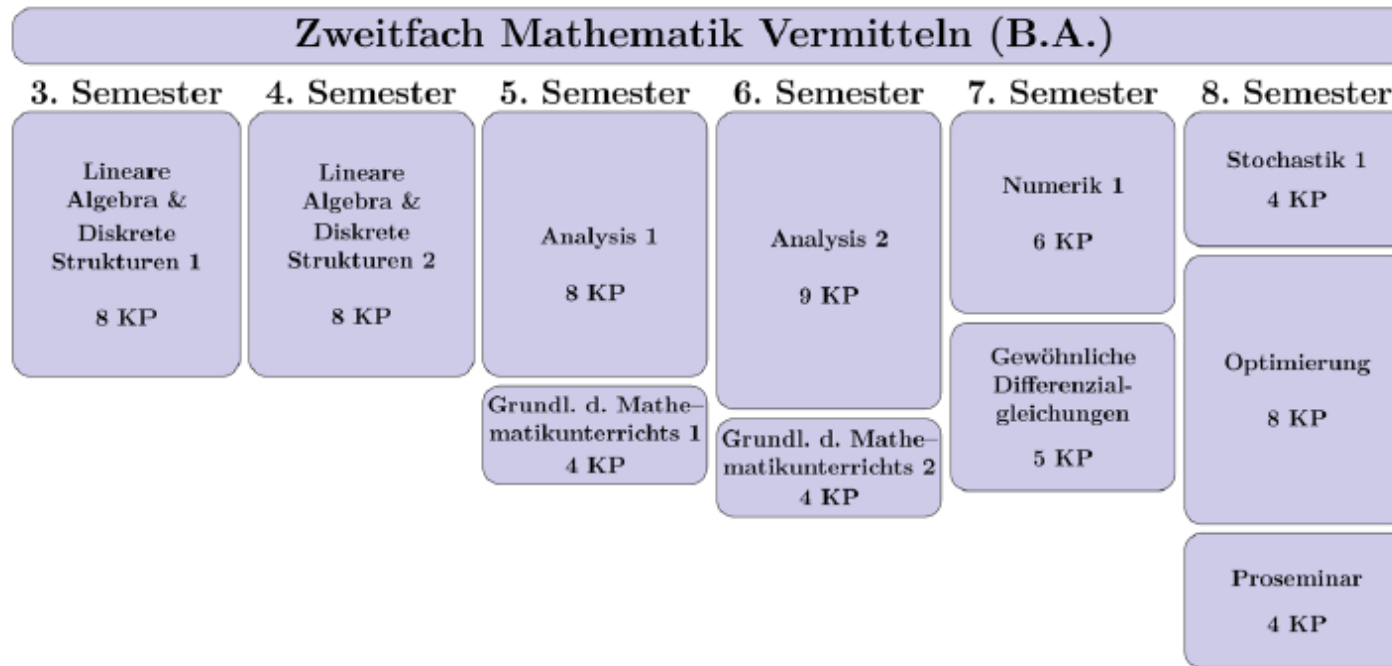 Zweitfach Mathematik Vermitteln (B.A.)
3. Semester
4. Semester
5. Semester
6. Semester
7. Semester
8. Semester
Lineare
Algebra &
Diskrete
Strukturen 1
8 KP
Lineare
Algebra &
Diskrete
Strukturen 2
8 KP
Analysis 1
8 KP
Grundl. d. Mathe–
matikunterrichts 1
4 KP
Analysis 2
9 KP
Grundl. d. Mathe–
matikunterrichts 2
4 KP
Numerik 1
6 KP
Gewöhnliche
Differenzial-
gleichungen
5 KP
Stochastik 1
4 KP
Optimierung
8 KP
Proseminar
4 KP